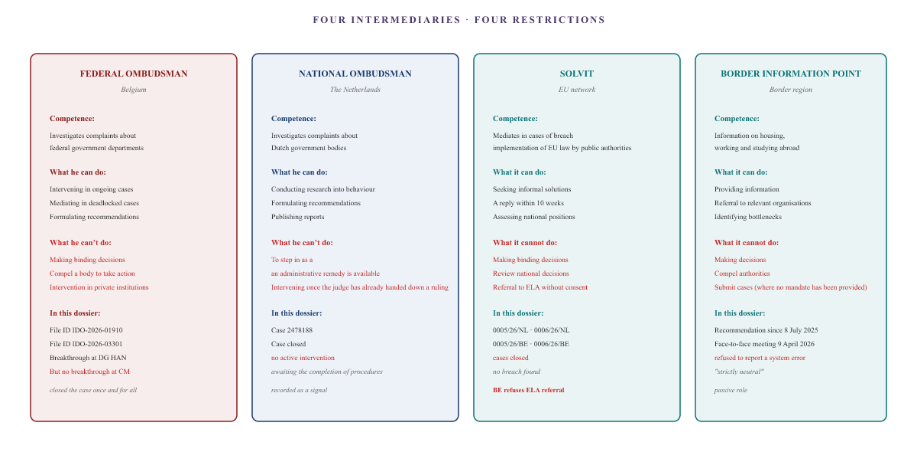 FOUR INTERMEDIARIES · FOUR RESTRICTIONS
FEDERAL OMBUDSMAN
Belgium
Competence:
Investigates complaints about
federal government departments
What he can do:
Intervening in ongoing cases
Mediating in deadlocked cases
Formulating recommendations
What he can't do:
Making binding decisions
Compel a body to take action
Intervention in private institutions
In this dossier:
File ID IDO-2026-01910
File ID IDO-2026-03301
Breakthrough at DG HAN
But no breakthrough at CM
closed the case once and for all
NATIONAL OMBUDSMAN
The Netherlands
Competence:
Investigates complaints about
Dutch government bodies
What he can do:
Conducting research into behaviour
Formulating recommendations
Publishing reports
What he can't do:
To step in as a
an administrative remedy is available
Intervening once the judge has already handed down a ruling
In this dossier:
Case 2478188
Case closed
no active intervention
awaiting the completion of procedures
recorded as a signal
SOLVIT
EU network
Competence:
Mediates in cases of breach
implementation of EU law by public authorities
What it can do:
Seeking informal solutions
A reply within 10 weeks
Assessing national positions
What it cannot do:
Making binding decisions
Review national decisions
Referral to ELA without consent
In this dossier:
0005/26/NL · 0006/26/NL
0005/26/BE · 0006/26/BE
cases closed
no breach found
BE refuses ELA referral
BORDER INFORMATION POINT
Border region
Competence:
Information on housing,
working and studying abroad
What it can do:
Providing information
Referral to relevant organisations
Identifying bottlenecks
What it cannot do:
Making decisions
Compel authorities
Submit cases (where no mandate has been provided)
In this dossier:
Recommendation since 8 July 2025
Face-to-face meeting 9 April 2026
refused to report a system error
"strictly neutral"
passive role